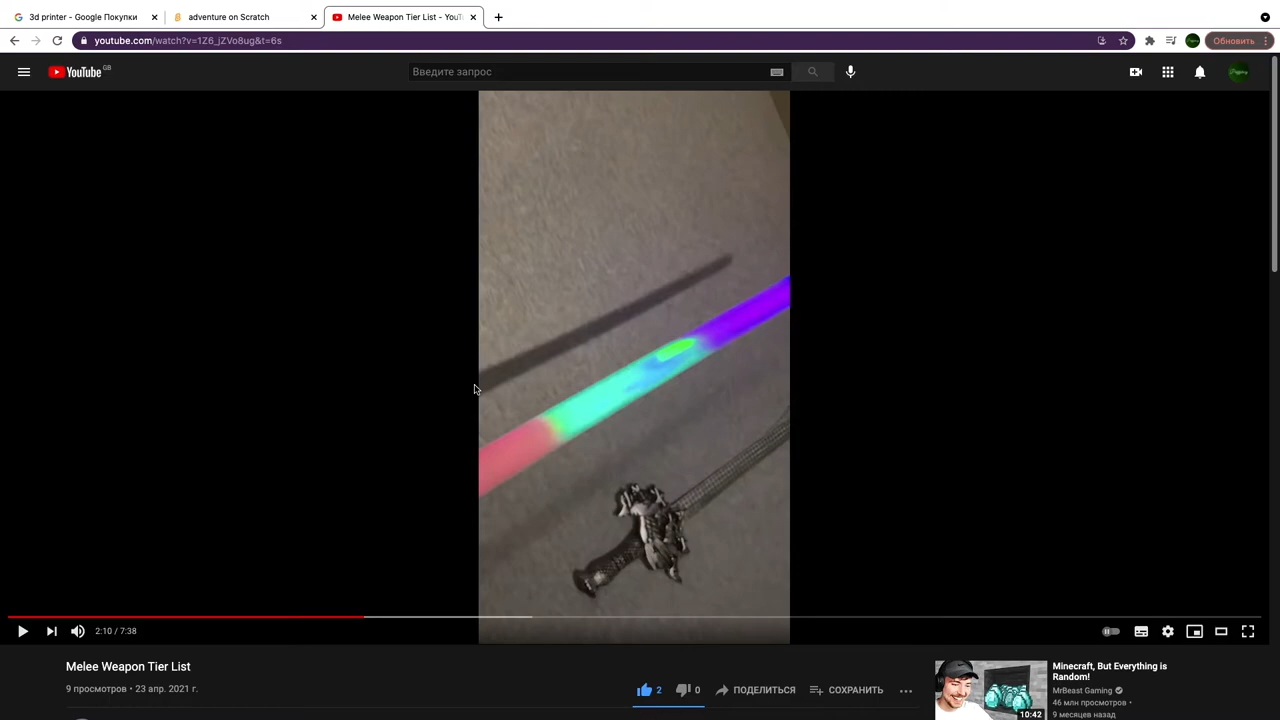 3d printer - Google Покупки
adventure on Scratch
Melee Weapon Tier List - YouT
youtube.com/watch?v=1Z6_jZVo8ug&t=6s
Обновить
YouTube GB
Введите запрос
2:10 / 7:38
Melee Weapon Tier List
9 просмотров • 23 апр. 2021 г.
2
0
ПОДЕЛИТЬСЯ
СОХРАНИТЬ
Minecraft, But Everything is
Random!
MrBeast Gaming
46 млн просмотров •
9 месяцев назад
10:42